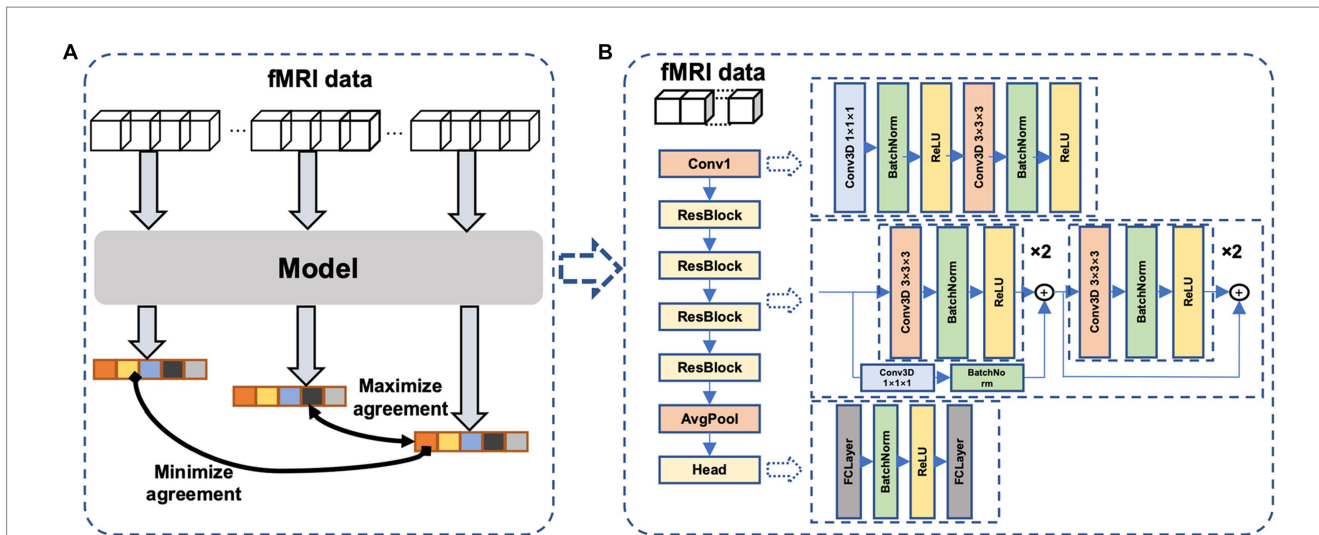 A
fMRI data
...
...
Model
Maximize
agreement
Minimize
agreement
B
fMRI data
Conv1
ResBlock
ResBlock
ResBlock
ResBlock
AvgPool
Head
Conv3D 1×1×1
BatchNorm
ReLU
Conv3D 3×3×3
BatchNorm
ReLU
Conv3D 3×3×3
BatchNorm
ReLU
×2
+
Conv3D 3×3×3
BatchNorm
ReLU
×2
+
Conv3D
1×1×1
BatchNo
rm
FCLayer
BatchNorm
ReLU
FCLayer